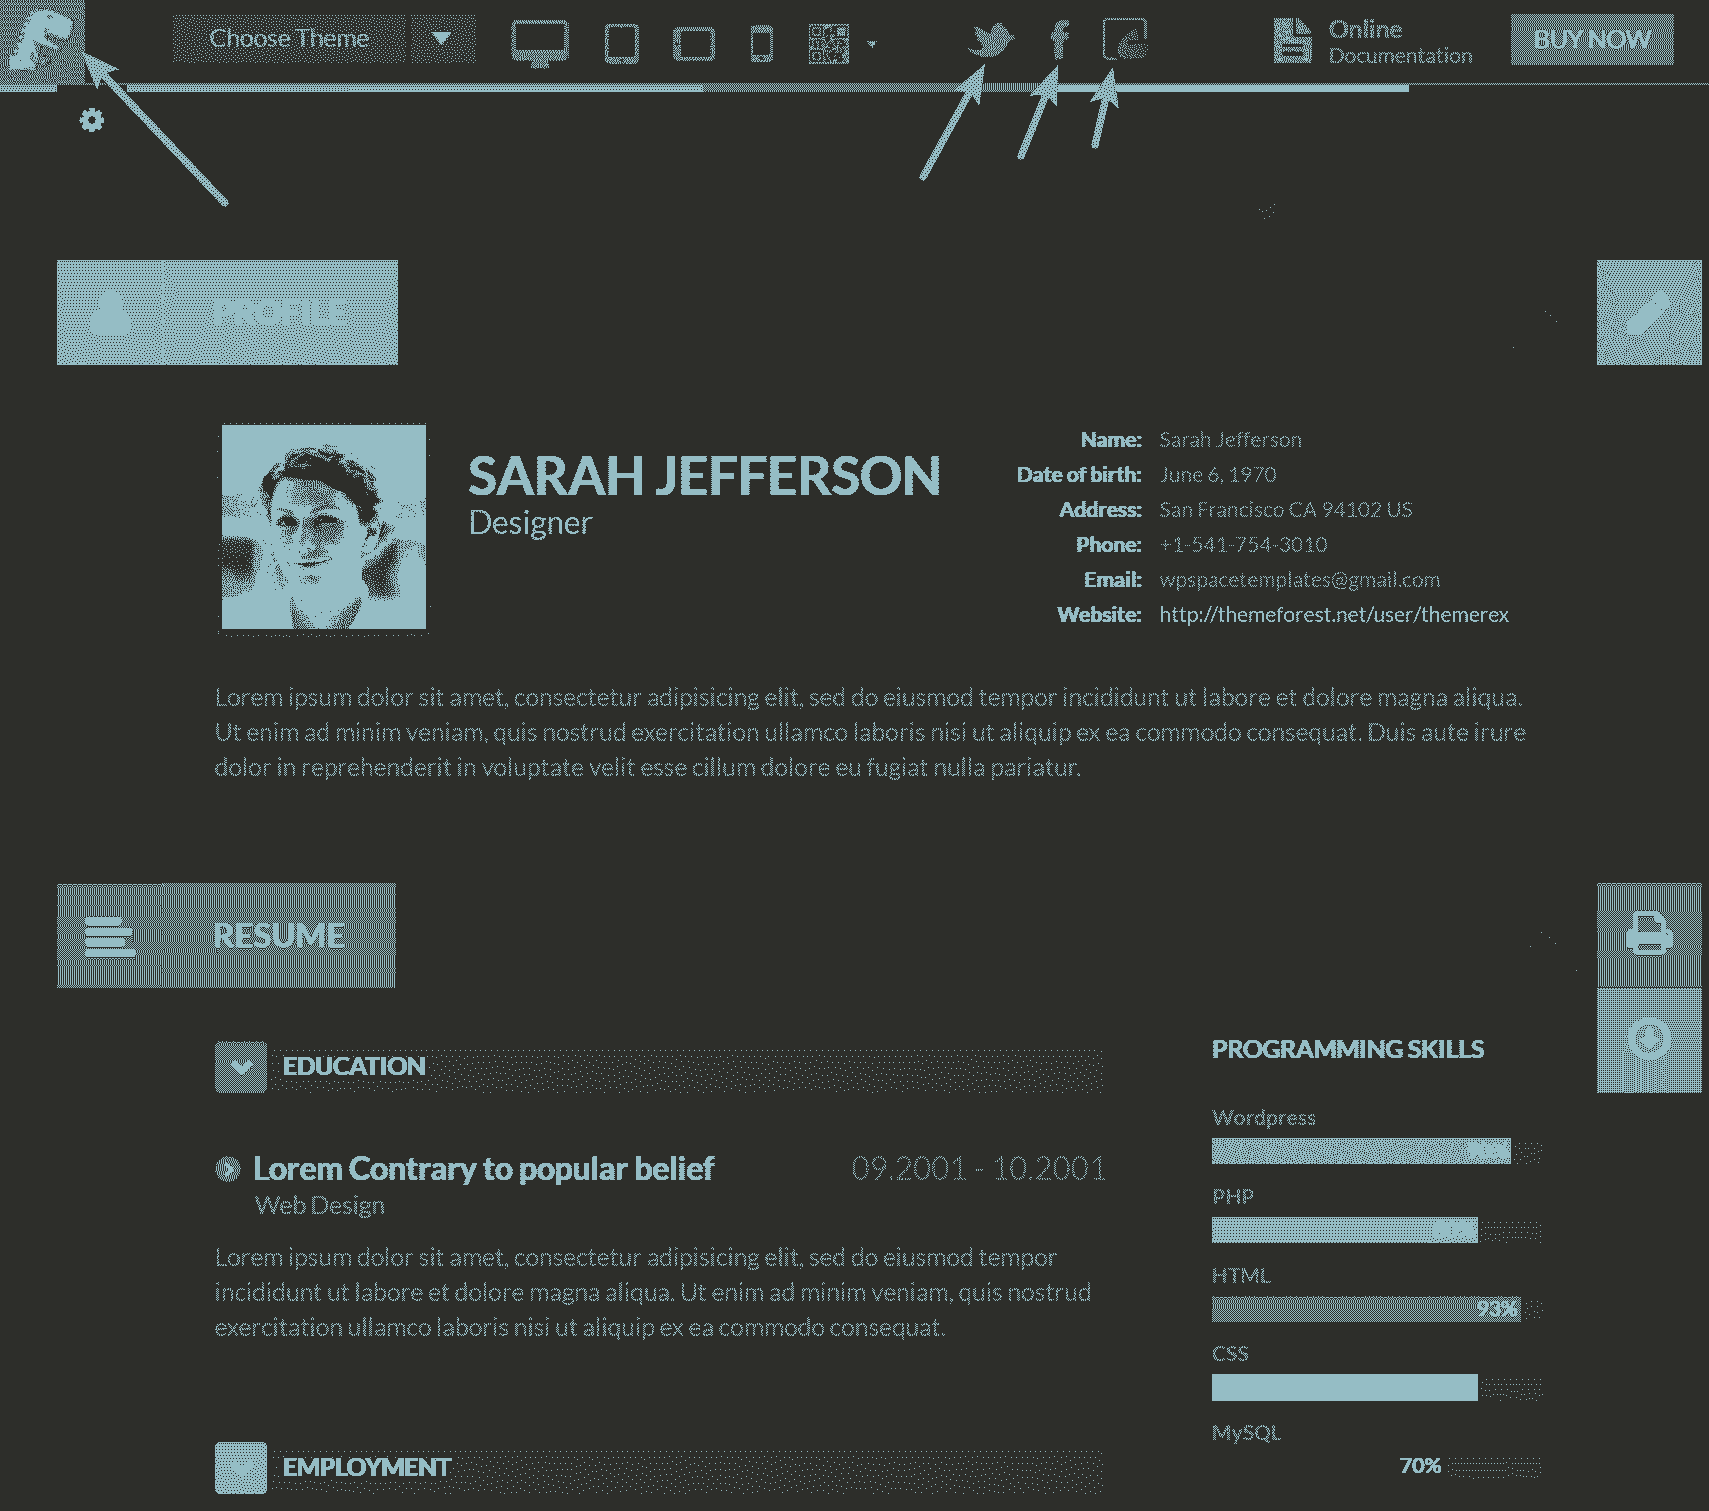 Choose Theme
Online
Documentation
BUY NOW
PROFILE
SARAH JEFFERSON
Designer
Name: Sarah Jefferson
Date of birth: June 6, 1970
Address: San Francisco CA 94102 US
Phone: +1-541-754-3010
Email: wpspacetemplates@gmail.com
Website: http://themeforest.net/user/themerex
Lorem ipsum dolor sit amet, consectetur adipisicing elit, sed do eiusmod tempor incididunt ut labore et dolore magna aliqua.
Ut enim ad minim veniam, quis nostrud exercitation ullamco laboris nisi ut aliquip ex ea commodo consequat. Duis aute irure
dolor in reprehenderit in voluptate velit esse cillum dolore eu fugiat nulla pariatur.
RESUME
EDUCATION
Lorem Contrary to popular belief
09.2001 - 10.2001
Web Design
Lorem ipsum dolor sit amet, consectetur adipisicing elit, sed do eiusmod tempor
incididunt ut labore et dolore magna aliqua. Ut enim ad minim veniam, quis nostrud
exercitation ullamco laboris nisi ut aliquip ex ea commodo consequat.
EMPLOYMENT
PROGRAMMING SKILLS
Wordpress
PHP
HTML
93%
CSS
MySQL
70%